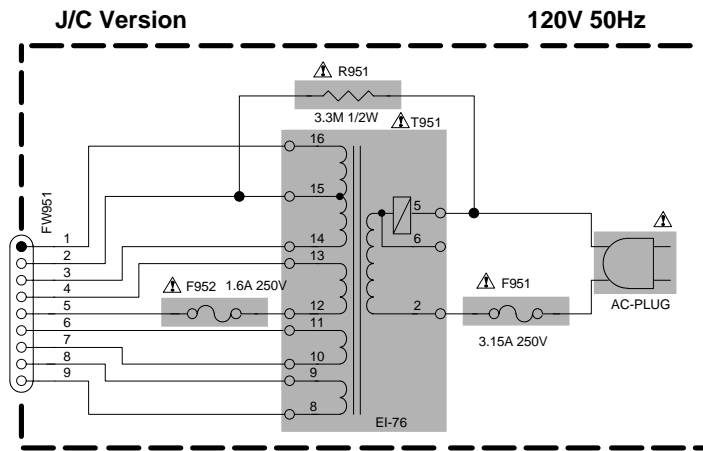 J/C Version
120V 50Hz
R951
3.3M 1/2W
T951
FW951
1
2
3
4
5
6
7
8
9
F952 1.6A 250V
16
15
14
13
12
11
10
9
8
5
6
2
EI-76
F951
3.15A 250V
AC-PLUG